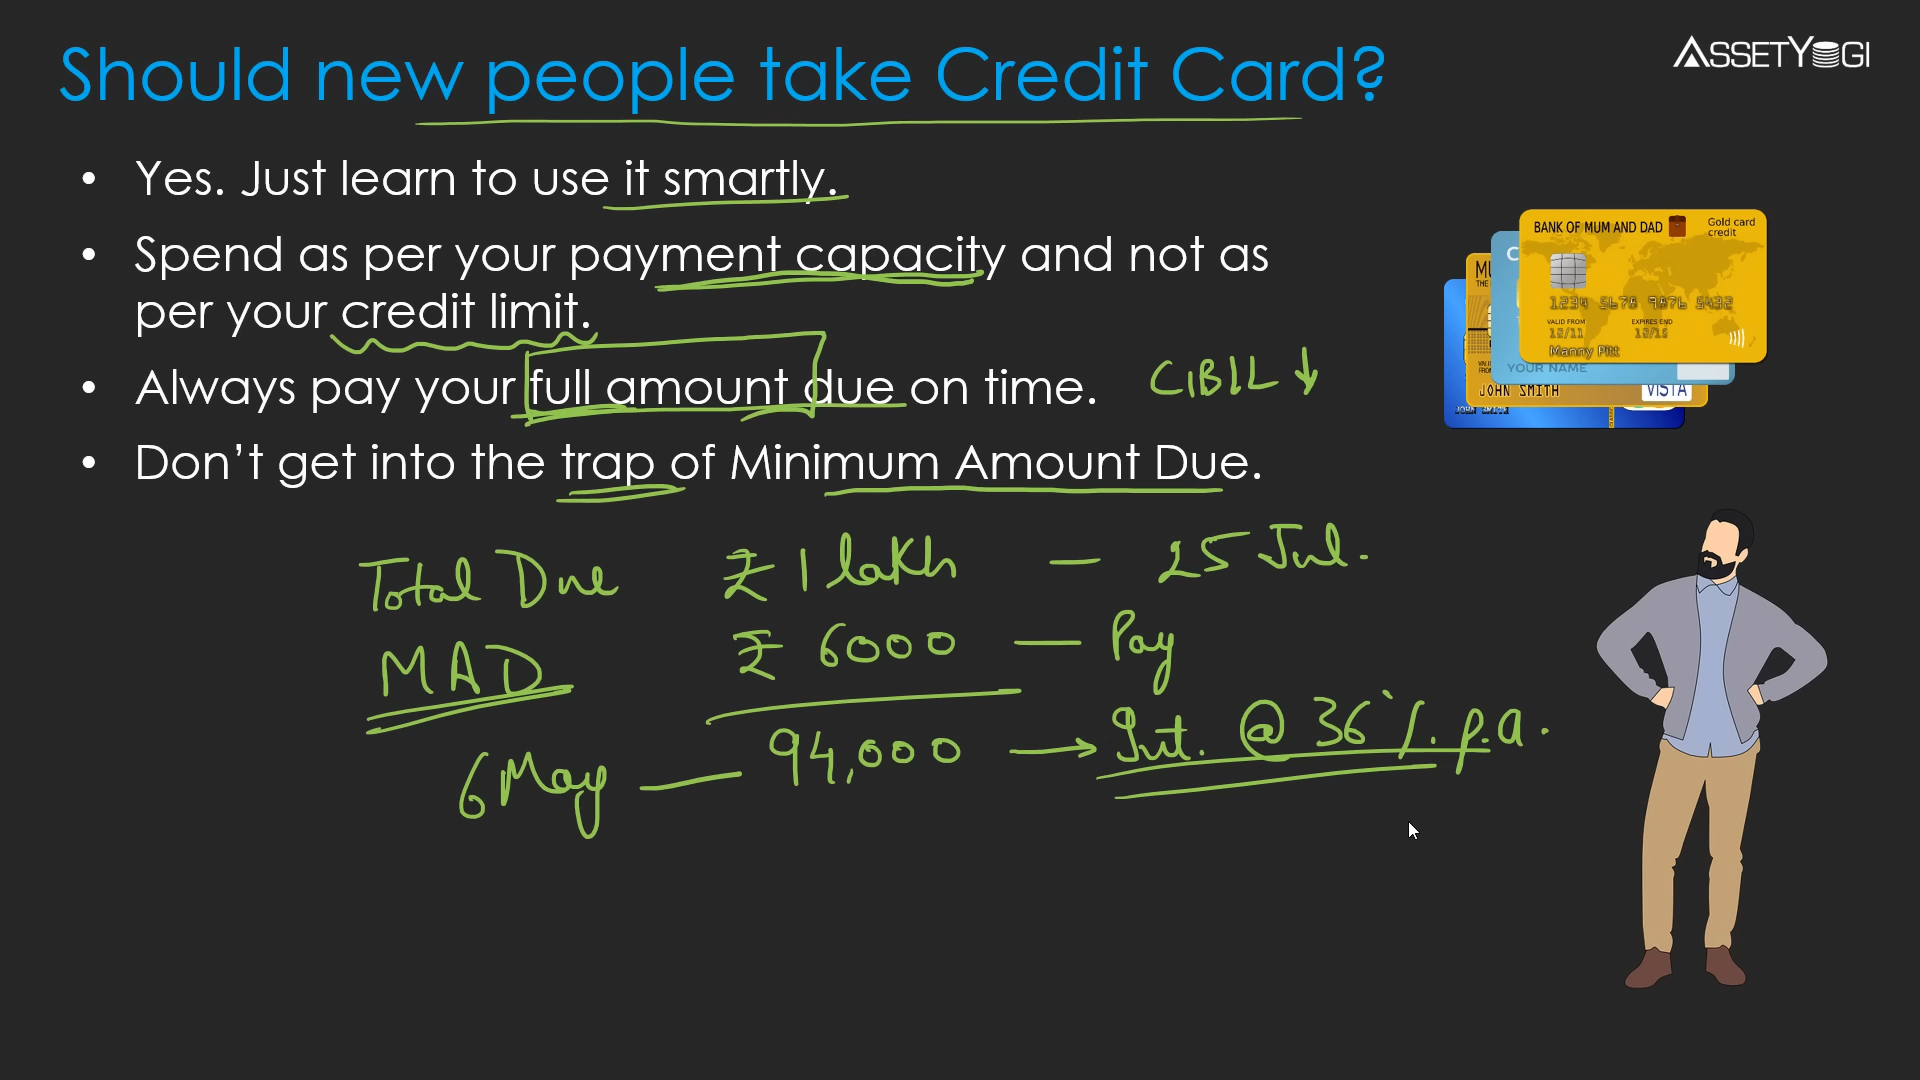 Should new people take Credit Card?
ASSETYOGI
• Yes. Just learn to use it smartly.
• Spend as per your payment capacity and not as
per your credit limit.
• Always pay your full amount due on time.
CIBIL ↓
• Don't get into the trap of Minimum Amount Due.
BANK OF MUM AND DAD
Gold card
credit
1234 5678 9876 5432
VALID FROM
EXPIRES END
Manny Pitt
YOUR NAME
JOHN SMITH
VISTA
Total Due ₹ 1 lakh — 25 Jul.
MAD ₹ 6000 — Pay
6 May — 94,000 → Int. @ 36 % p.a.